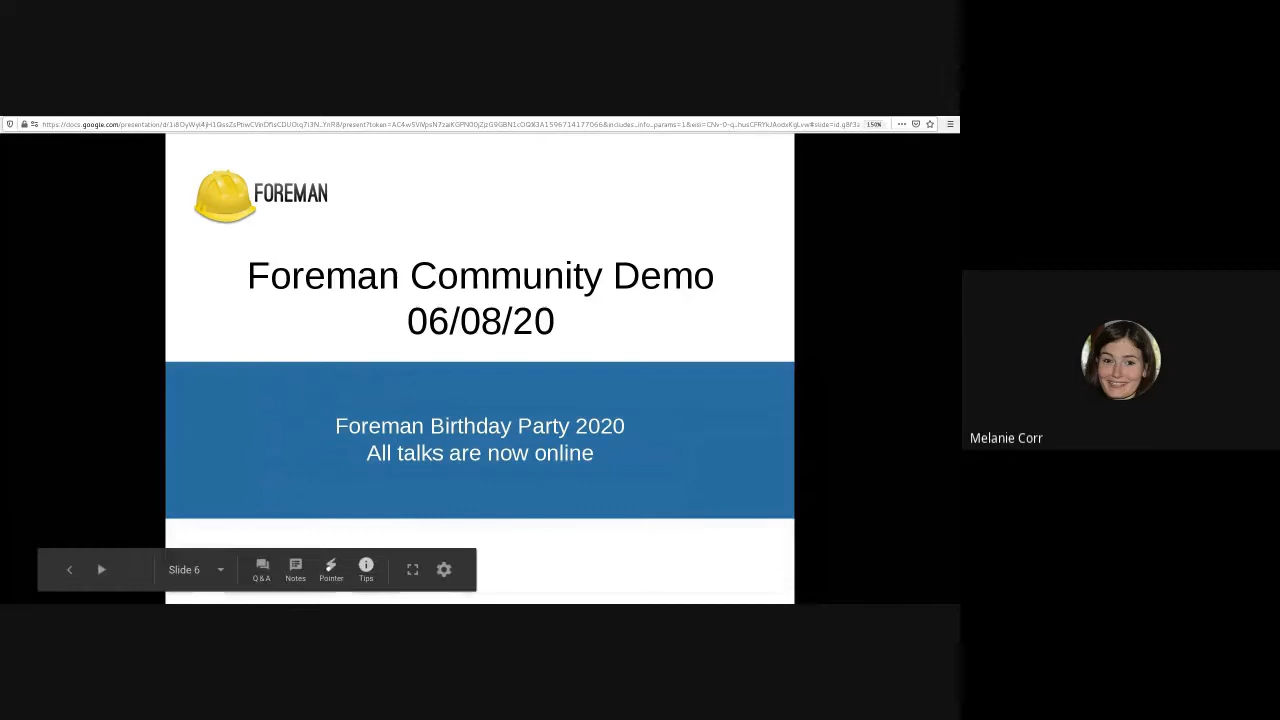 150%
FOREMAN
Foreman Community Demo
06/08/20
Foreman Birthday Party 2020
All talks are now online
Melanie Corr
Slide 6
Q & A
Notes
Pointer
Tips